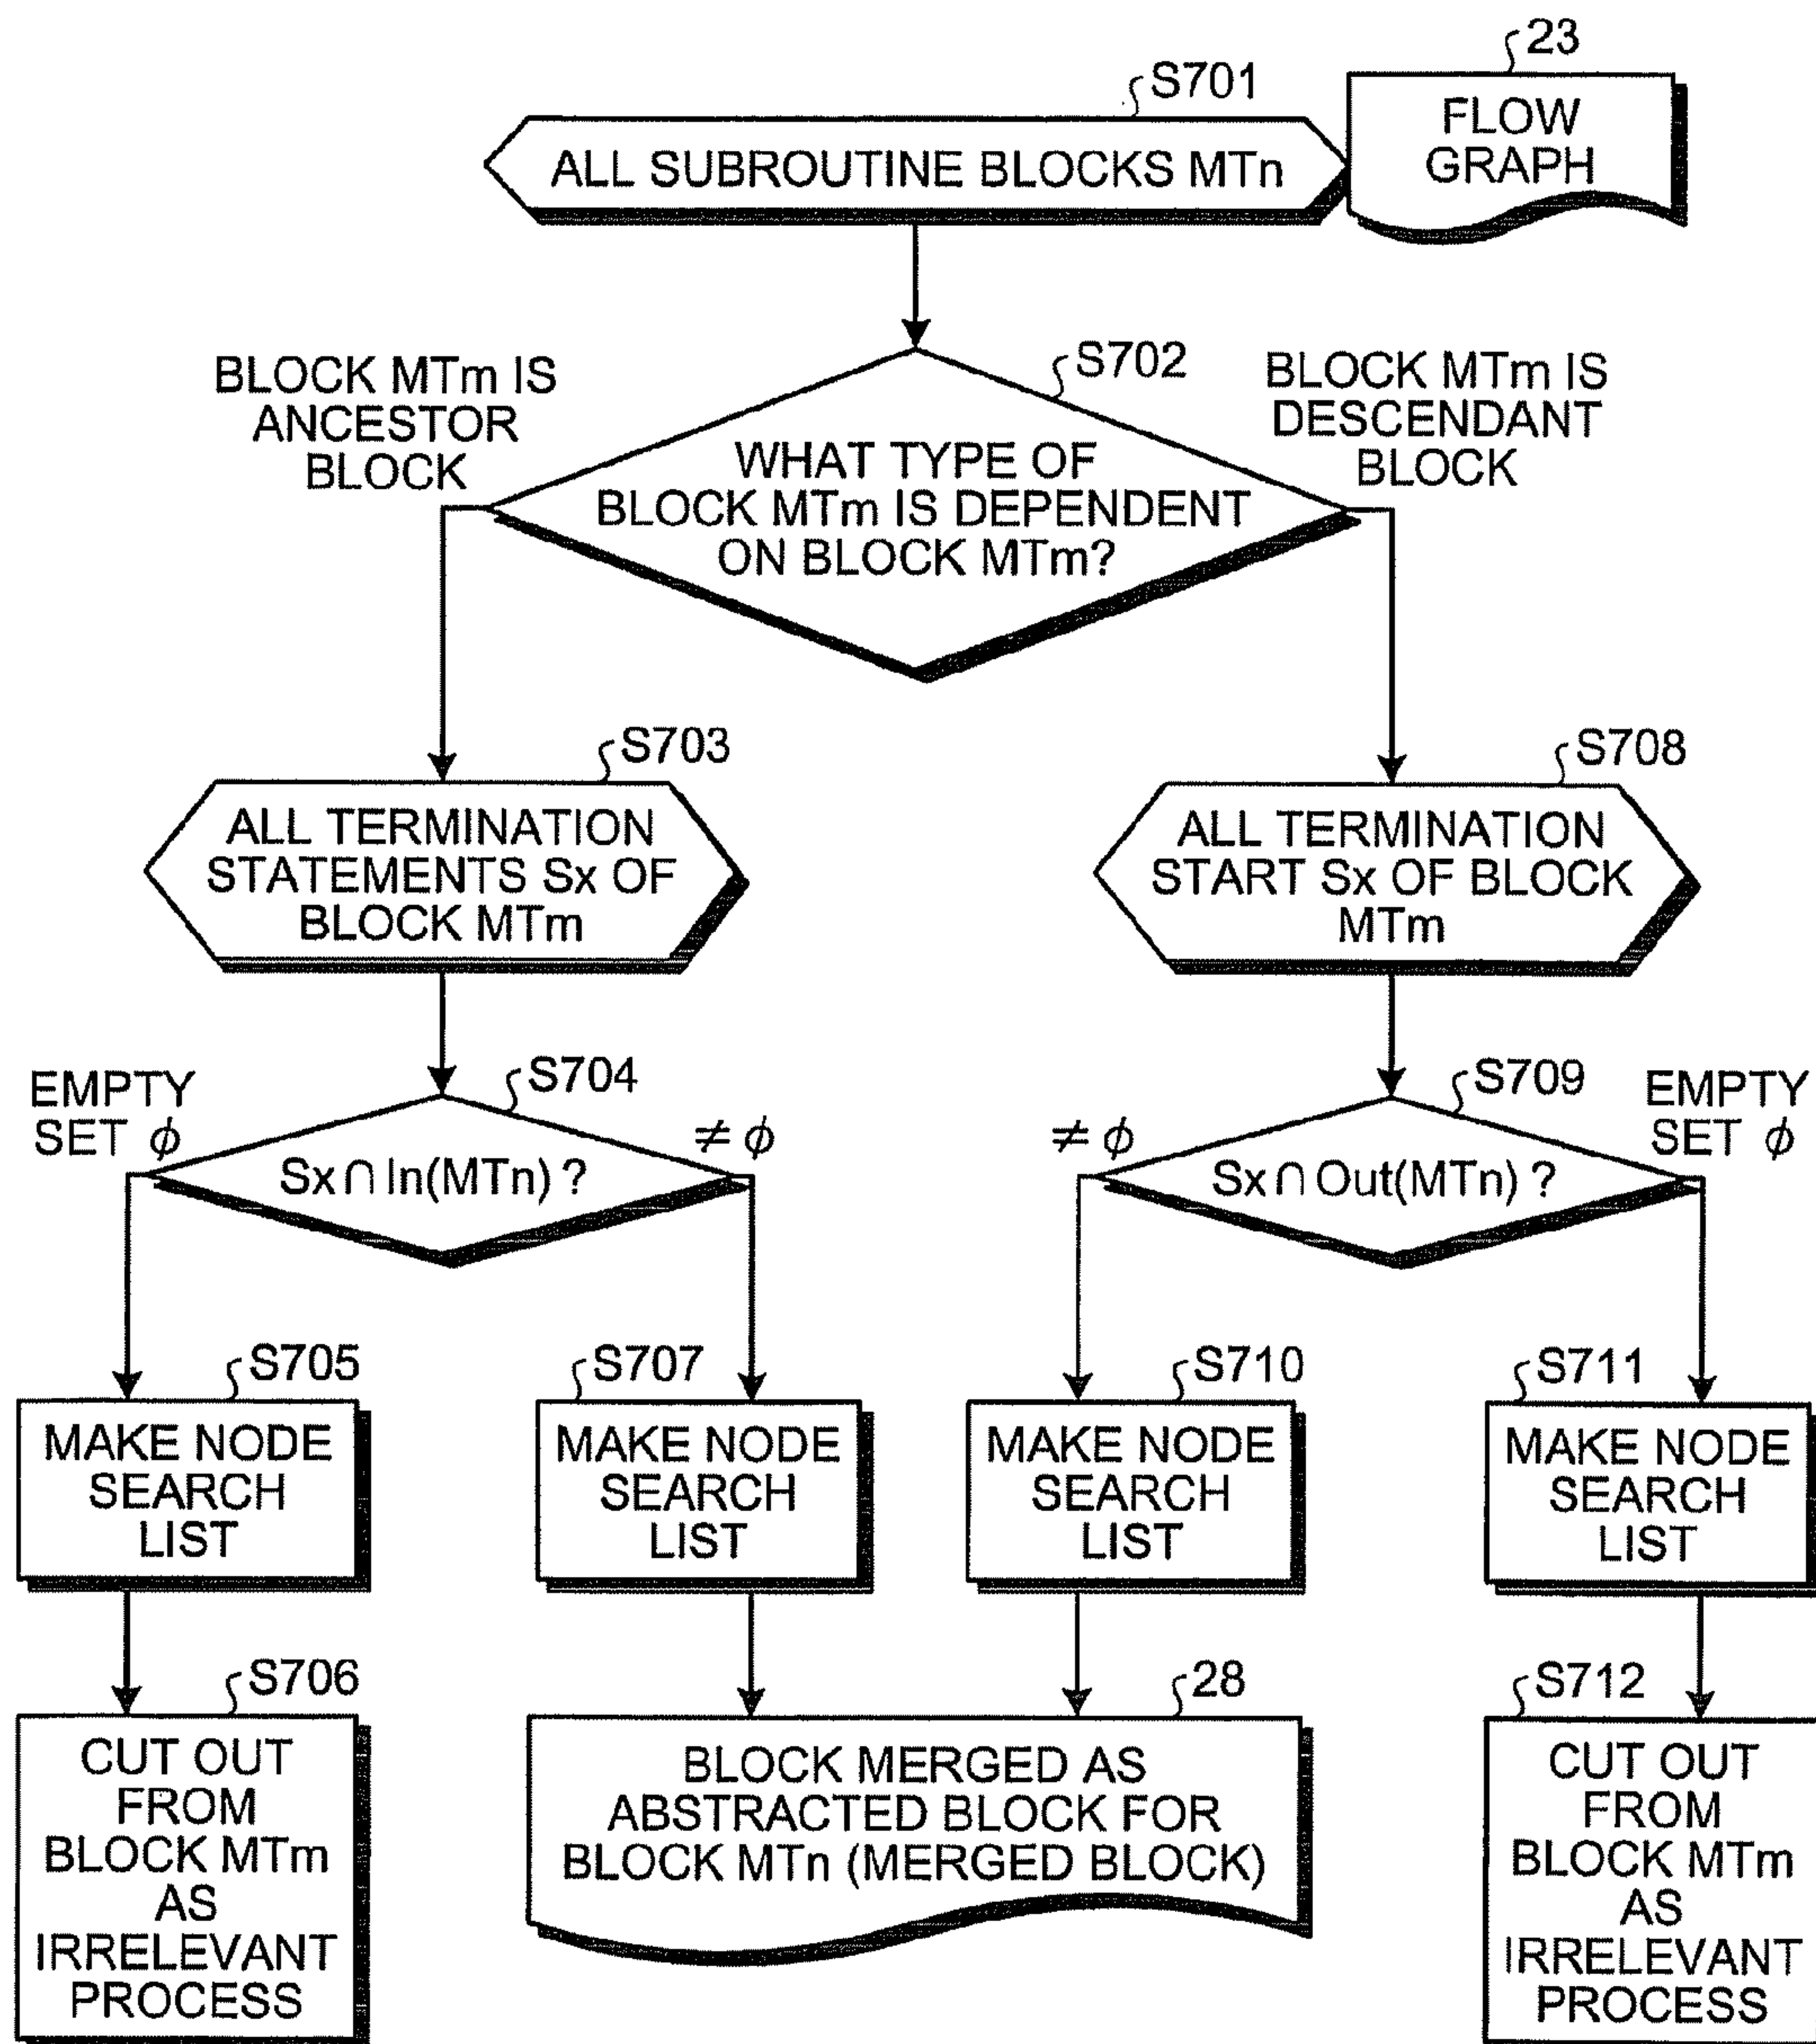 23
S701
FLOW
GRAPH
ALL SUBROUTINE BLOCKS MTn
S702
BLOCK MTm IS
ANCESTOR
BLOCK
BLOCK MTm IS
DESCENDANT
BLOCK
WHAT TYPE OF
BLOCK MTm IS DEPENDENT
ON BLOCK MTm?
S703
ALL TERMINATION
STATEMENTS Sx OF
BLOCK MTm
S708
ALL TERMINATION
START Sx OF BLOCK
MTm
S704
EMPTY
SET ϕ
≠ ϕ
Sx ∩ In(MTn) ?
S709
≠ ϕ
EMPTY
SET ϕ
Sx ∩ Out(MTn) ?
S705
MAKE NODE
SEARCH
LIST
S707
MAKE NODE
SEARCH
LIST
S710
MAKE NODE
SEARCH
LIST
S711
MAKE NODE
SEARCH
LIST
S706
CUT OUT
FROM
BLOCK MTm
AS
IRRELEVANT
PROCESS
28
BLOCK MERGED AS
ABSTRACTED BLOCK FOR
BLOCK MTn (MERGED BLOCK)
S712
CUT OUT
FROM
BLOCK MTm
AS
IRRELEVANT
PROCESS